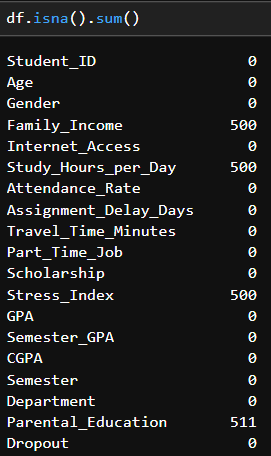 df.isna().sum()
Student_ID 0
Age 0
Gender 0
Family_Income 500
Internet_Access 0
Study_Hours_per_Day 500
Attendance_Rate 0
Assignment_Delay_Days 0
Travel_Time_Minutes 0
Part_Time_Job 0
Scholarship 0
Stress_Index 500
GPA 0
Semester_GPA 0
CGPA 0
Semester 0
Department 0
Parental_Education 511
Dropout 0